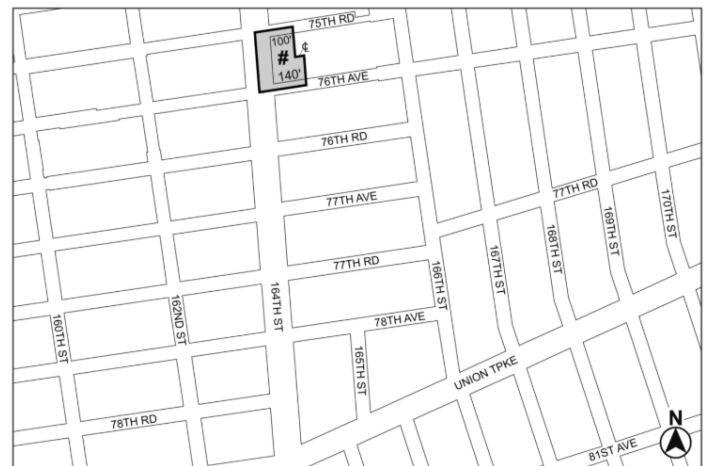 75TH RD
100'
℄
#
140'
76TH AVE
76TH RD
77TH AVE
77TH RD
77TH RD
160TH ST
162ND ST
164TH ST
165TH ST
166TH ST
167TH ST
168TH ST
169TH ST
170TH ST
78TH AVE
UNION TPKE
78TH RD
81ST AVE
N